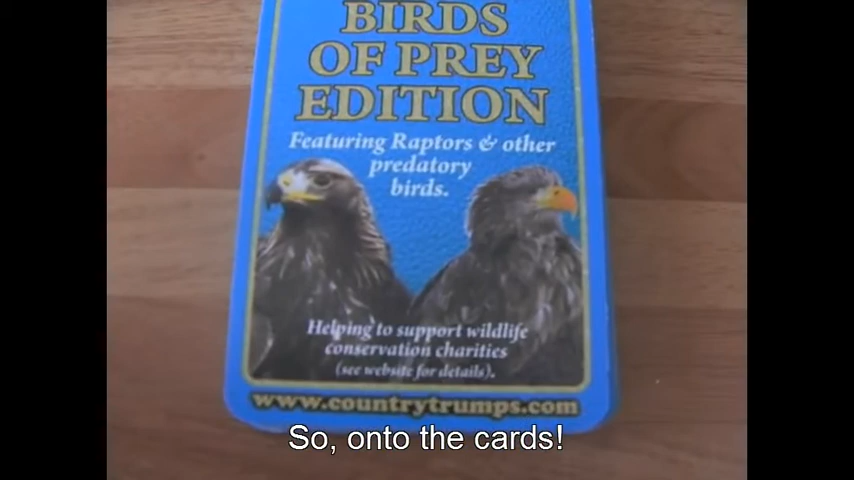 BIRDS
OF PREY
EDITION
Featuring Raptors & other
predatory
birds.
Helping to support wildlife
conservation charities
(see website for details).
www.countrytrumps.com
So, onto the cards!